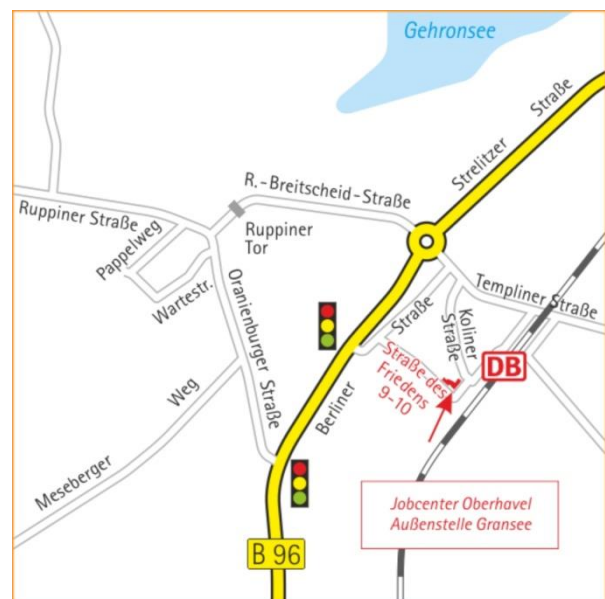 Gehronsee
Strelitzer Straße
R.-Breitscheid-Straße
Ruppiner Straße
Ruppiner
Tor
Pappelweg
Wartestr.
Oranienburger Straße
Templiner Straße
Koliner
Straße
Berliner Straße
Straße des
Friedens
9-10
DB
Meseberger Weg
Jobcenter Oberhavel
Außenstelle Gransee
B 96